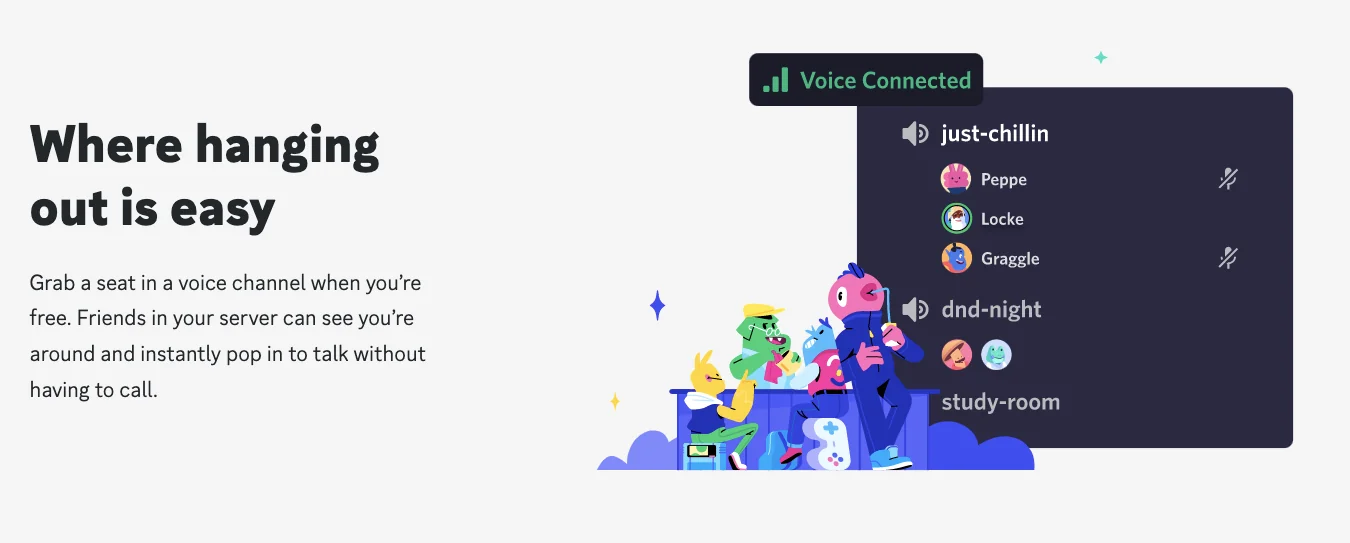 Where hanging
out is easy
Grab a seat in a voice channel when you’re
free. Friends in your server can see you’re
around and instantly pop in to talk without
having to call.
Voice Connected
just-chillin
Peppe
Locke
Graggle
dnd-night
study-room